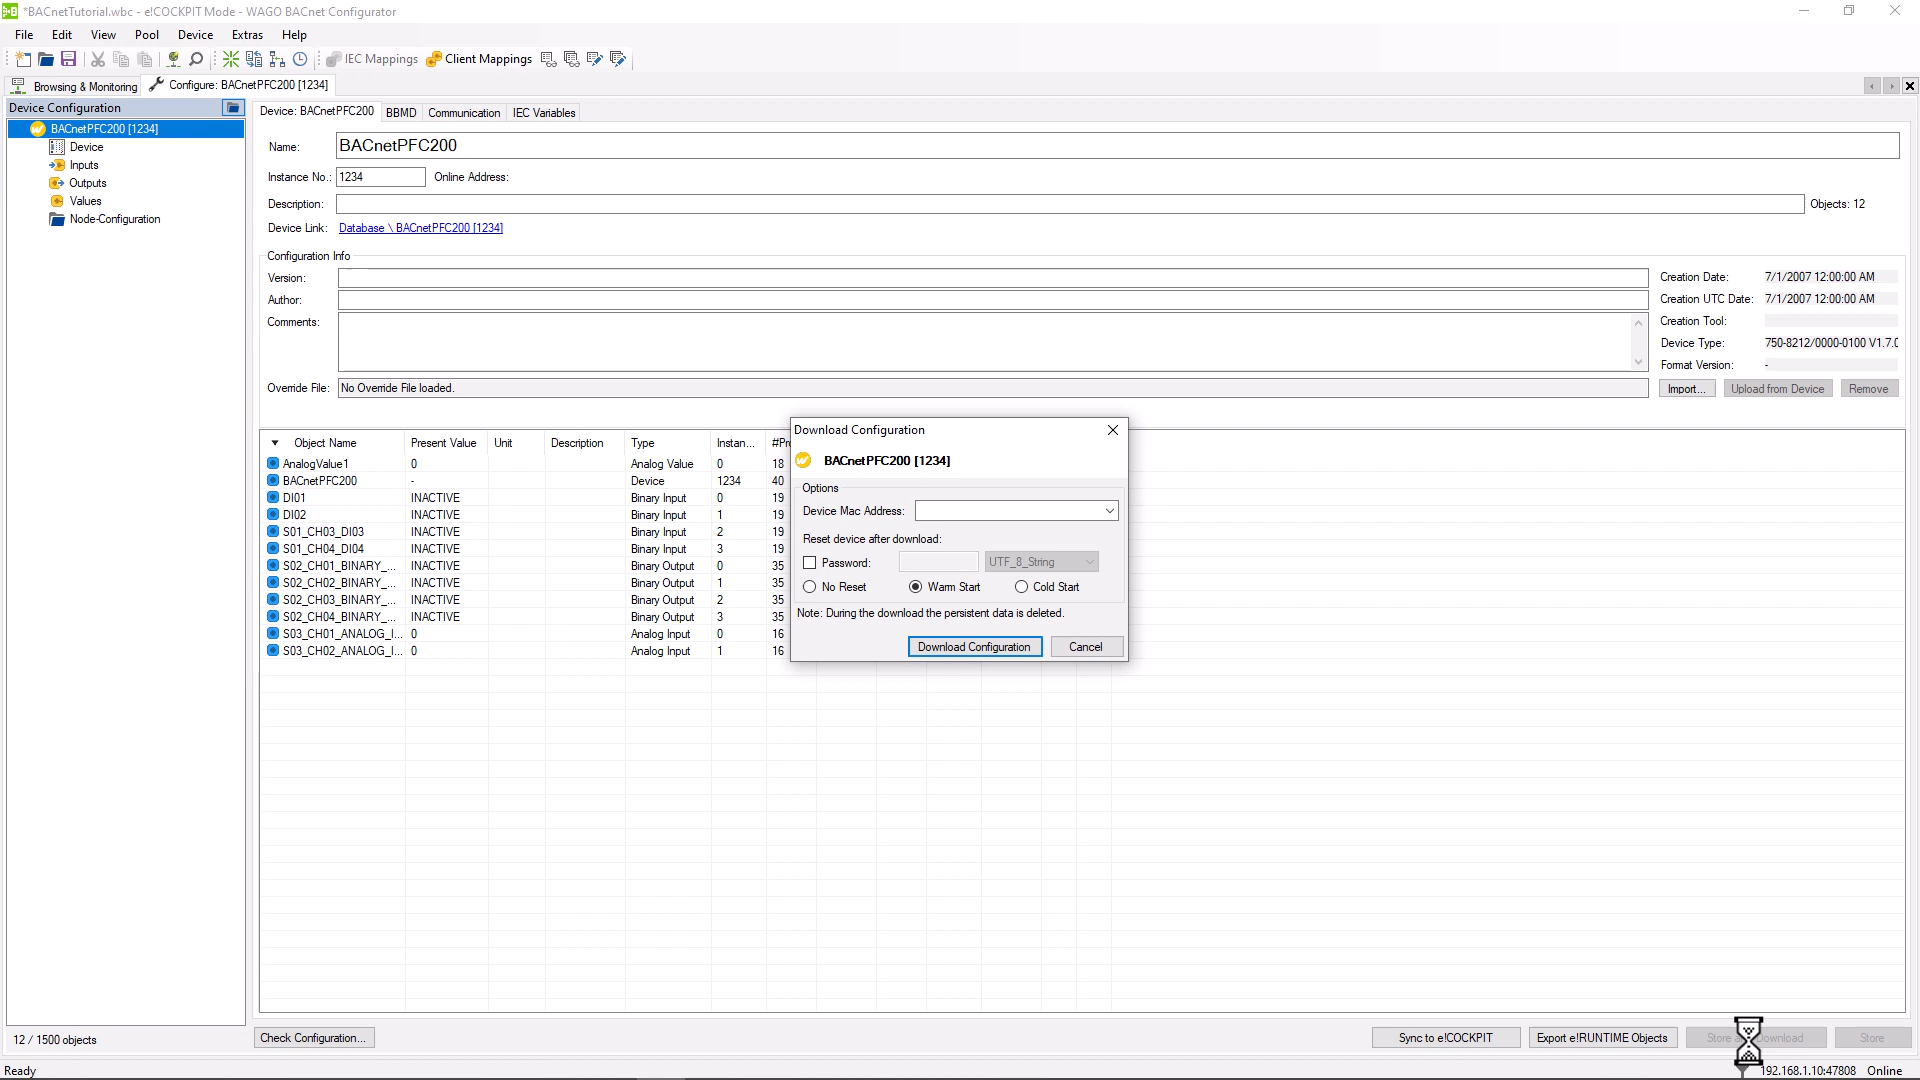 *BACnetTutorial.wbc - e!COCKPIT Mode - WAGO BACnet Configurator
File Edit View Pool Device Extras Help
IEC Mappings Client Mappings
Browsing & Monitoring Configure: BACnetPFC200 [1234]
Device Configuration
BACnetPFC200 [1234]
Device
Inputs
Outputs
Values
Node-Configuration
12 / 1500 objects
Device: BACnetPFC200 BBMD Communication IEC Variables
Name: BACnetPFC200
Instance No.: 1234 Online Address:
Description: Objects: 12
Device Link: Database \ BACnetPFC200 [1234]
Configuration Info
Version:
Author:
Comments:
Override File: No Override File loaded.
Creation Date: 7/1/2007 12:00:00 AM
Creation UTC Date: 7/1/2007 12:00:00 AM
Creation Tool:
Device Type: 750-8212/0000-0100 V1.7.0
Format Version: -
Import... Upload from Device Remove
Object Name Present Value Unit Description Type Instan... #Pr
AnalogValue1 0 Analog Value 0 18
BACnetPFC200 - Device 1234 40
DI01 INACTIVE Binary Input 0 19
DI02 INACTIVE Binary Input 1 19
S01_CH03_DI03 INACTIVE Binary Input 2 19
S01_CH04_DI04 INACTIVE Binary Input 3 19
S02_CH01_BINARY_... INACTIVE Binary Output 0 35
S02_CH02_BINARY_... INACTIVE Binary Output 1 35
S02_CH03_BINARY_... INACTIVE Binary Output 2 35
S02_CH04_BINARY_... INACTIVE Binary Output 3 35
S03_CH01_ANALOG_I... 0 Analog Input 0 16
S03_CH02_ANALOG_I... 0 Analog Input 1 16
Download Configuration
BACnetPFC200 [1234]
Options
Device Mac Address:
Reset device after download:
Password: UTF_8_String
No Reset Warm Start Cold Start
Note: During the download the persistent data is deleted.
Download Configuration Cancel
Check Configuration... Sync to e!COCKPIT Export e!RUNTIME Objects Store Download Store
Ready 192.168.1.10:47808 Online